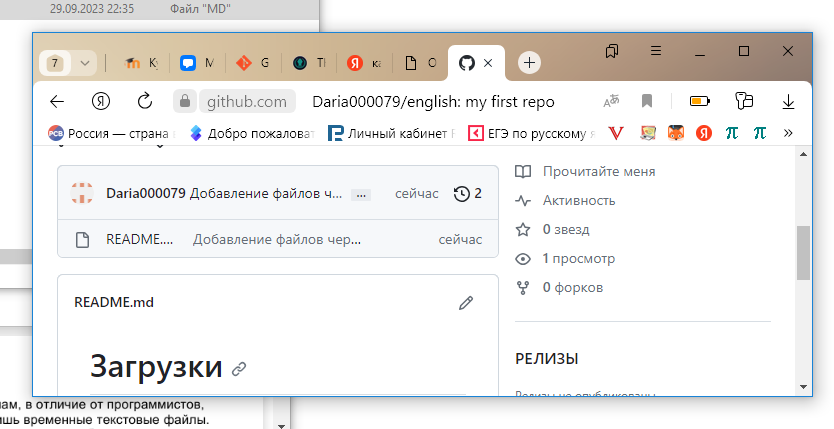 29.09.2023 22:35 Файл "MD"
7 Ку M G Tl Я ка O
Я github.com Daria000079/english: my first repo
РСВ Россия — страна Добро пожаловат Личный кабинет ЕГЭ по русскому я Я π π »
Daria000079 Добавление файлов ч... ... сейчас 2
README.... Добавление файлов чер... сейчас
README.md
Загрузки
Прочитайте меня
Активность
0 звезд
1 просмотр
0 форков
РЕЛИЗЫ
Релизы не опубликованы
ам, в отличие от программистов,
ишь временные текстовые файлы.